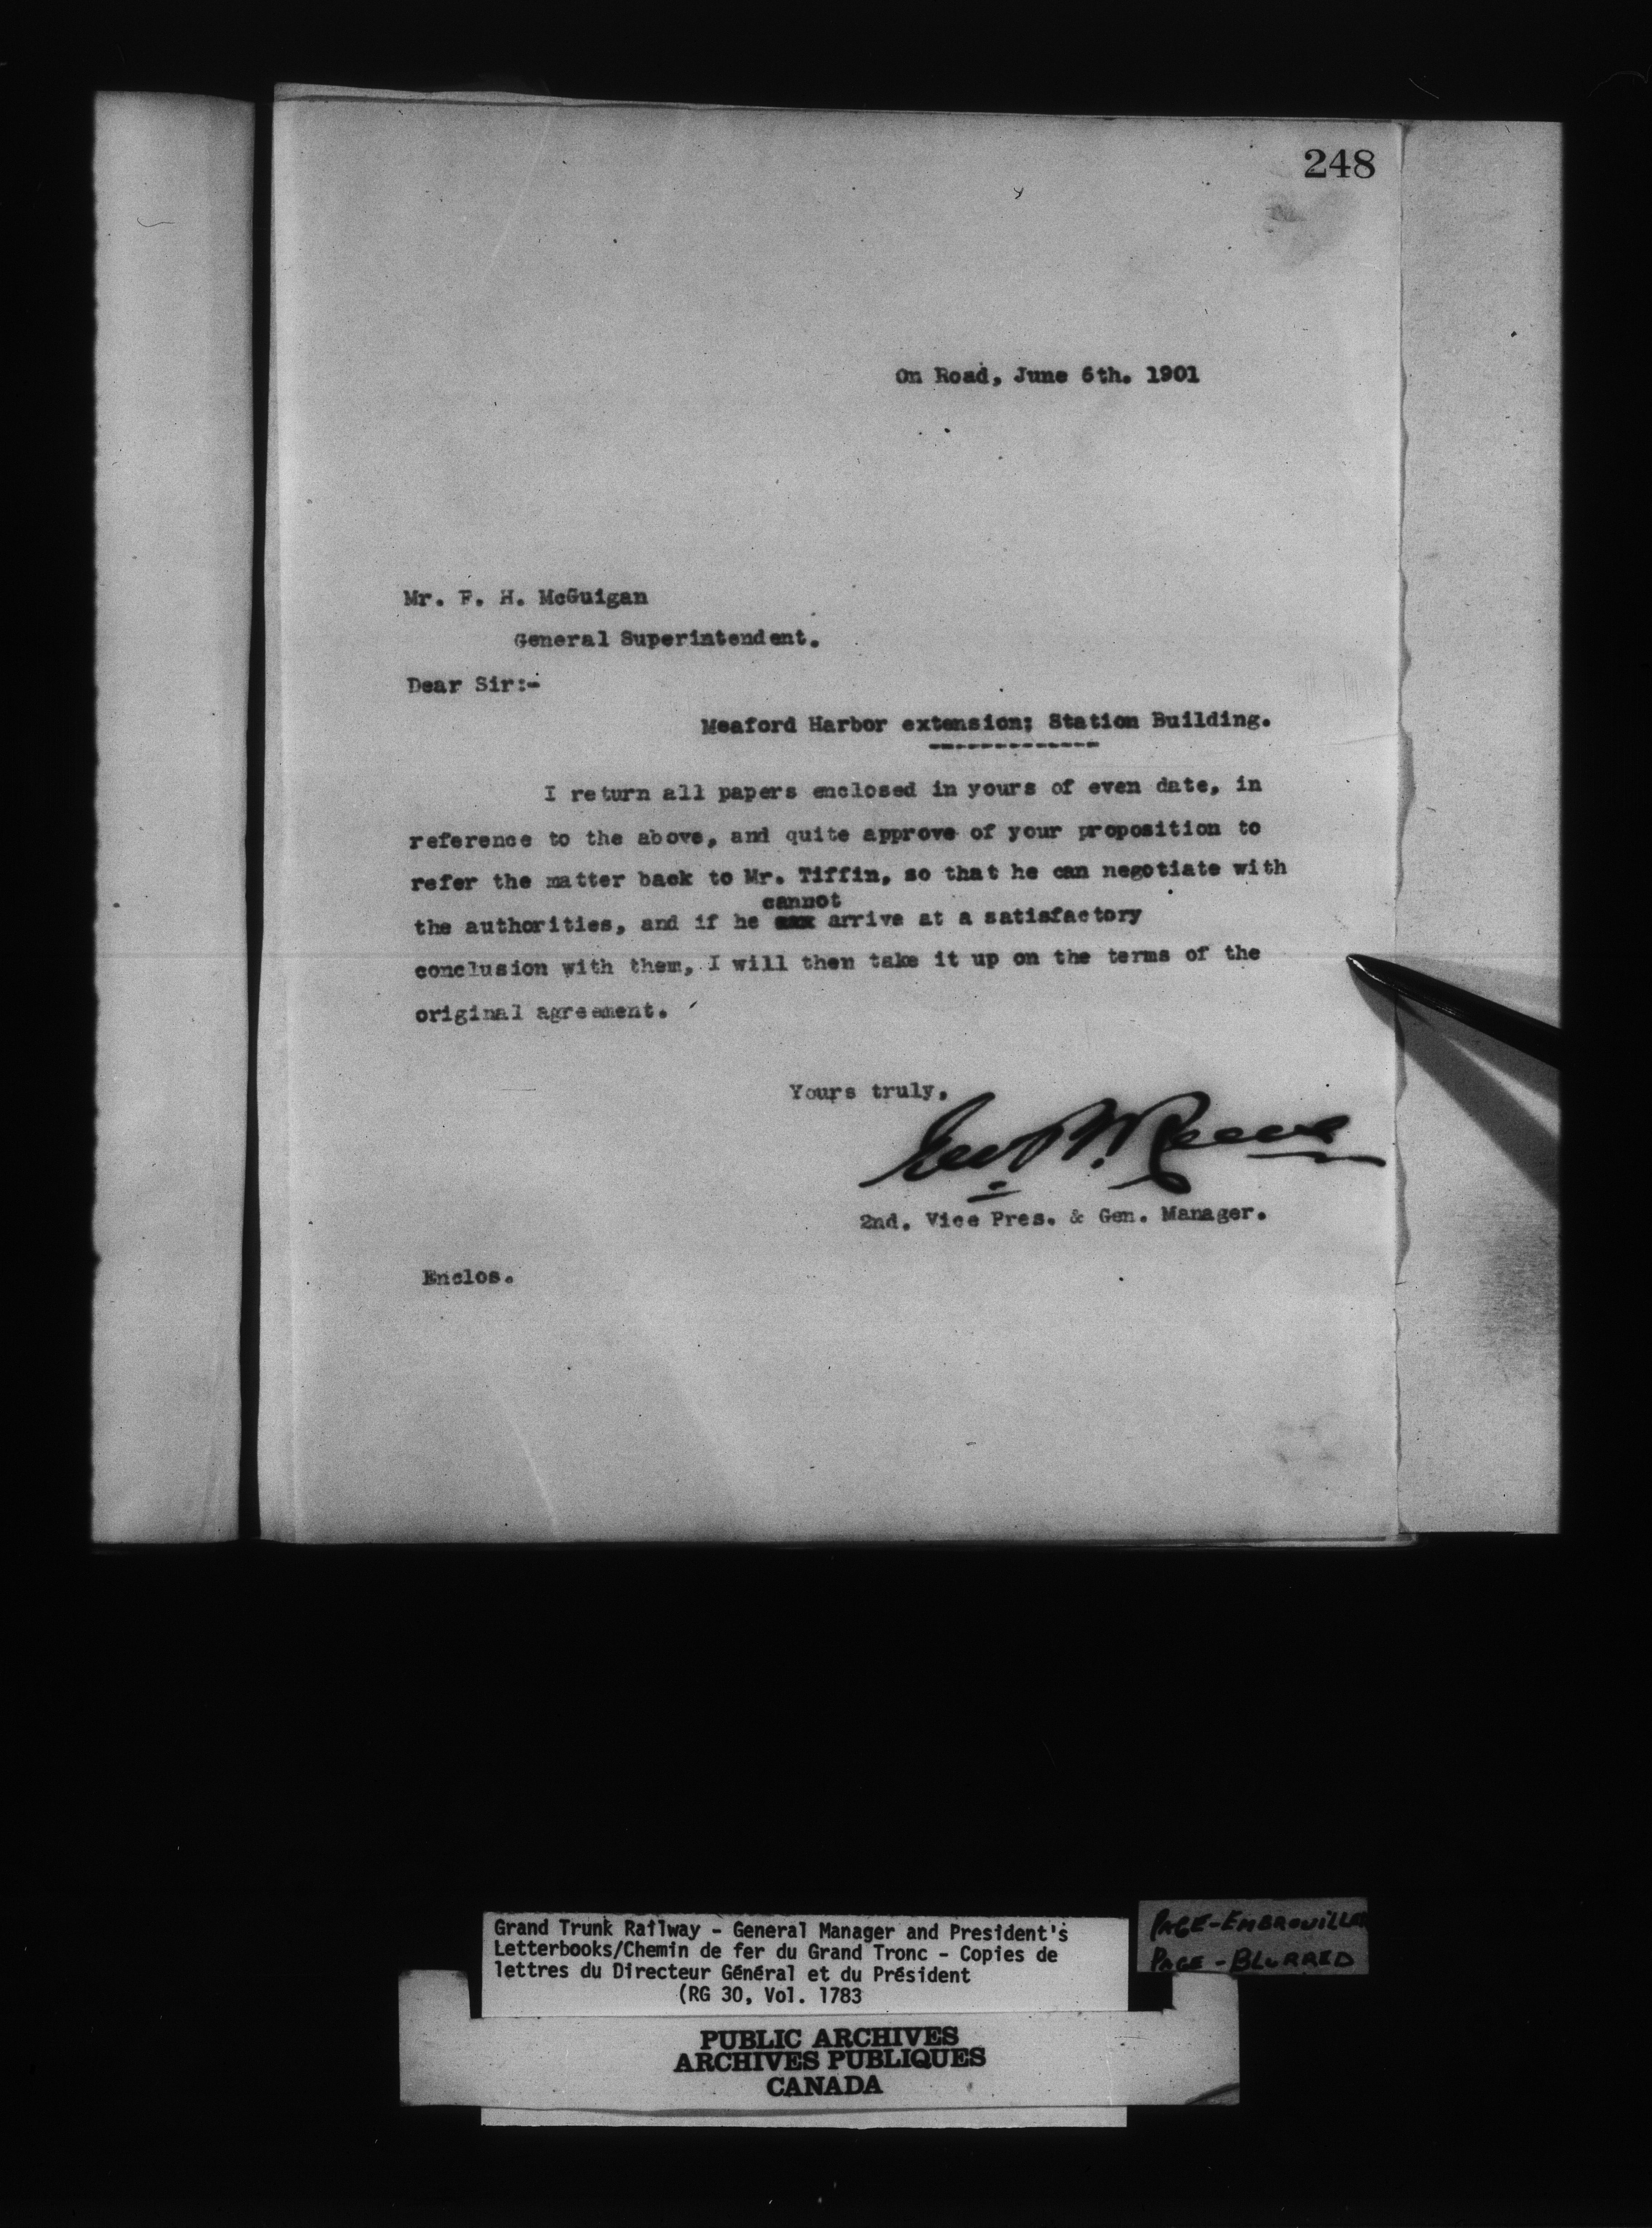 248
On Road, June 6th. 1901
Mr. F. H. McGuigan
General Superintendent.
Dear Sir:-
Meaford Harbor extension; Station Building.
-------------
I return all papers enclosed in yours of even date, in
reference to the above, and quite approve of your proposition to
refer the matter back to Mr. Tiffin, so that he can negotiate with
cannot
the authorities, and if he arrive at a satisfactory
conclusion with them, I will then take it up on the terms of the
original agreement.
Yours truly,
Geo. B. Reeve
2nd. Vice Pres. & Gen. Manager.
Enclos.
Grand Trunk Railway - General Manager and President's
Letterbooks/Chemin de fer du Grand Tronc - Copies de
lettres du Directeur Général et du Président
(RG 30, Vol. 1783
PAGE-EMBROUILLEE
PAGE-BLURRED
PUBLIC ARCHIVES
ARCHIVES PUBLIQUES
CANADA